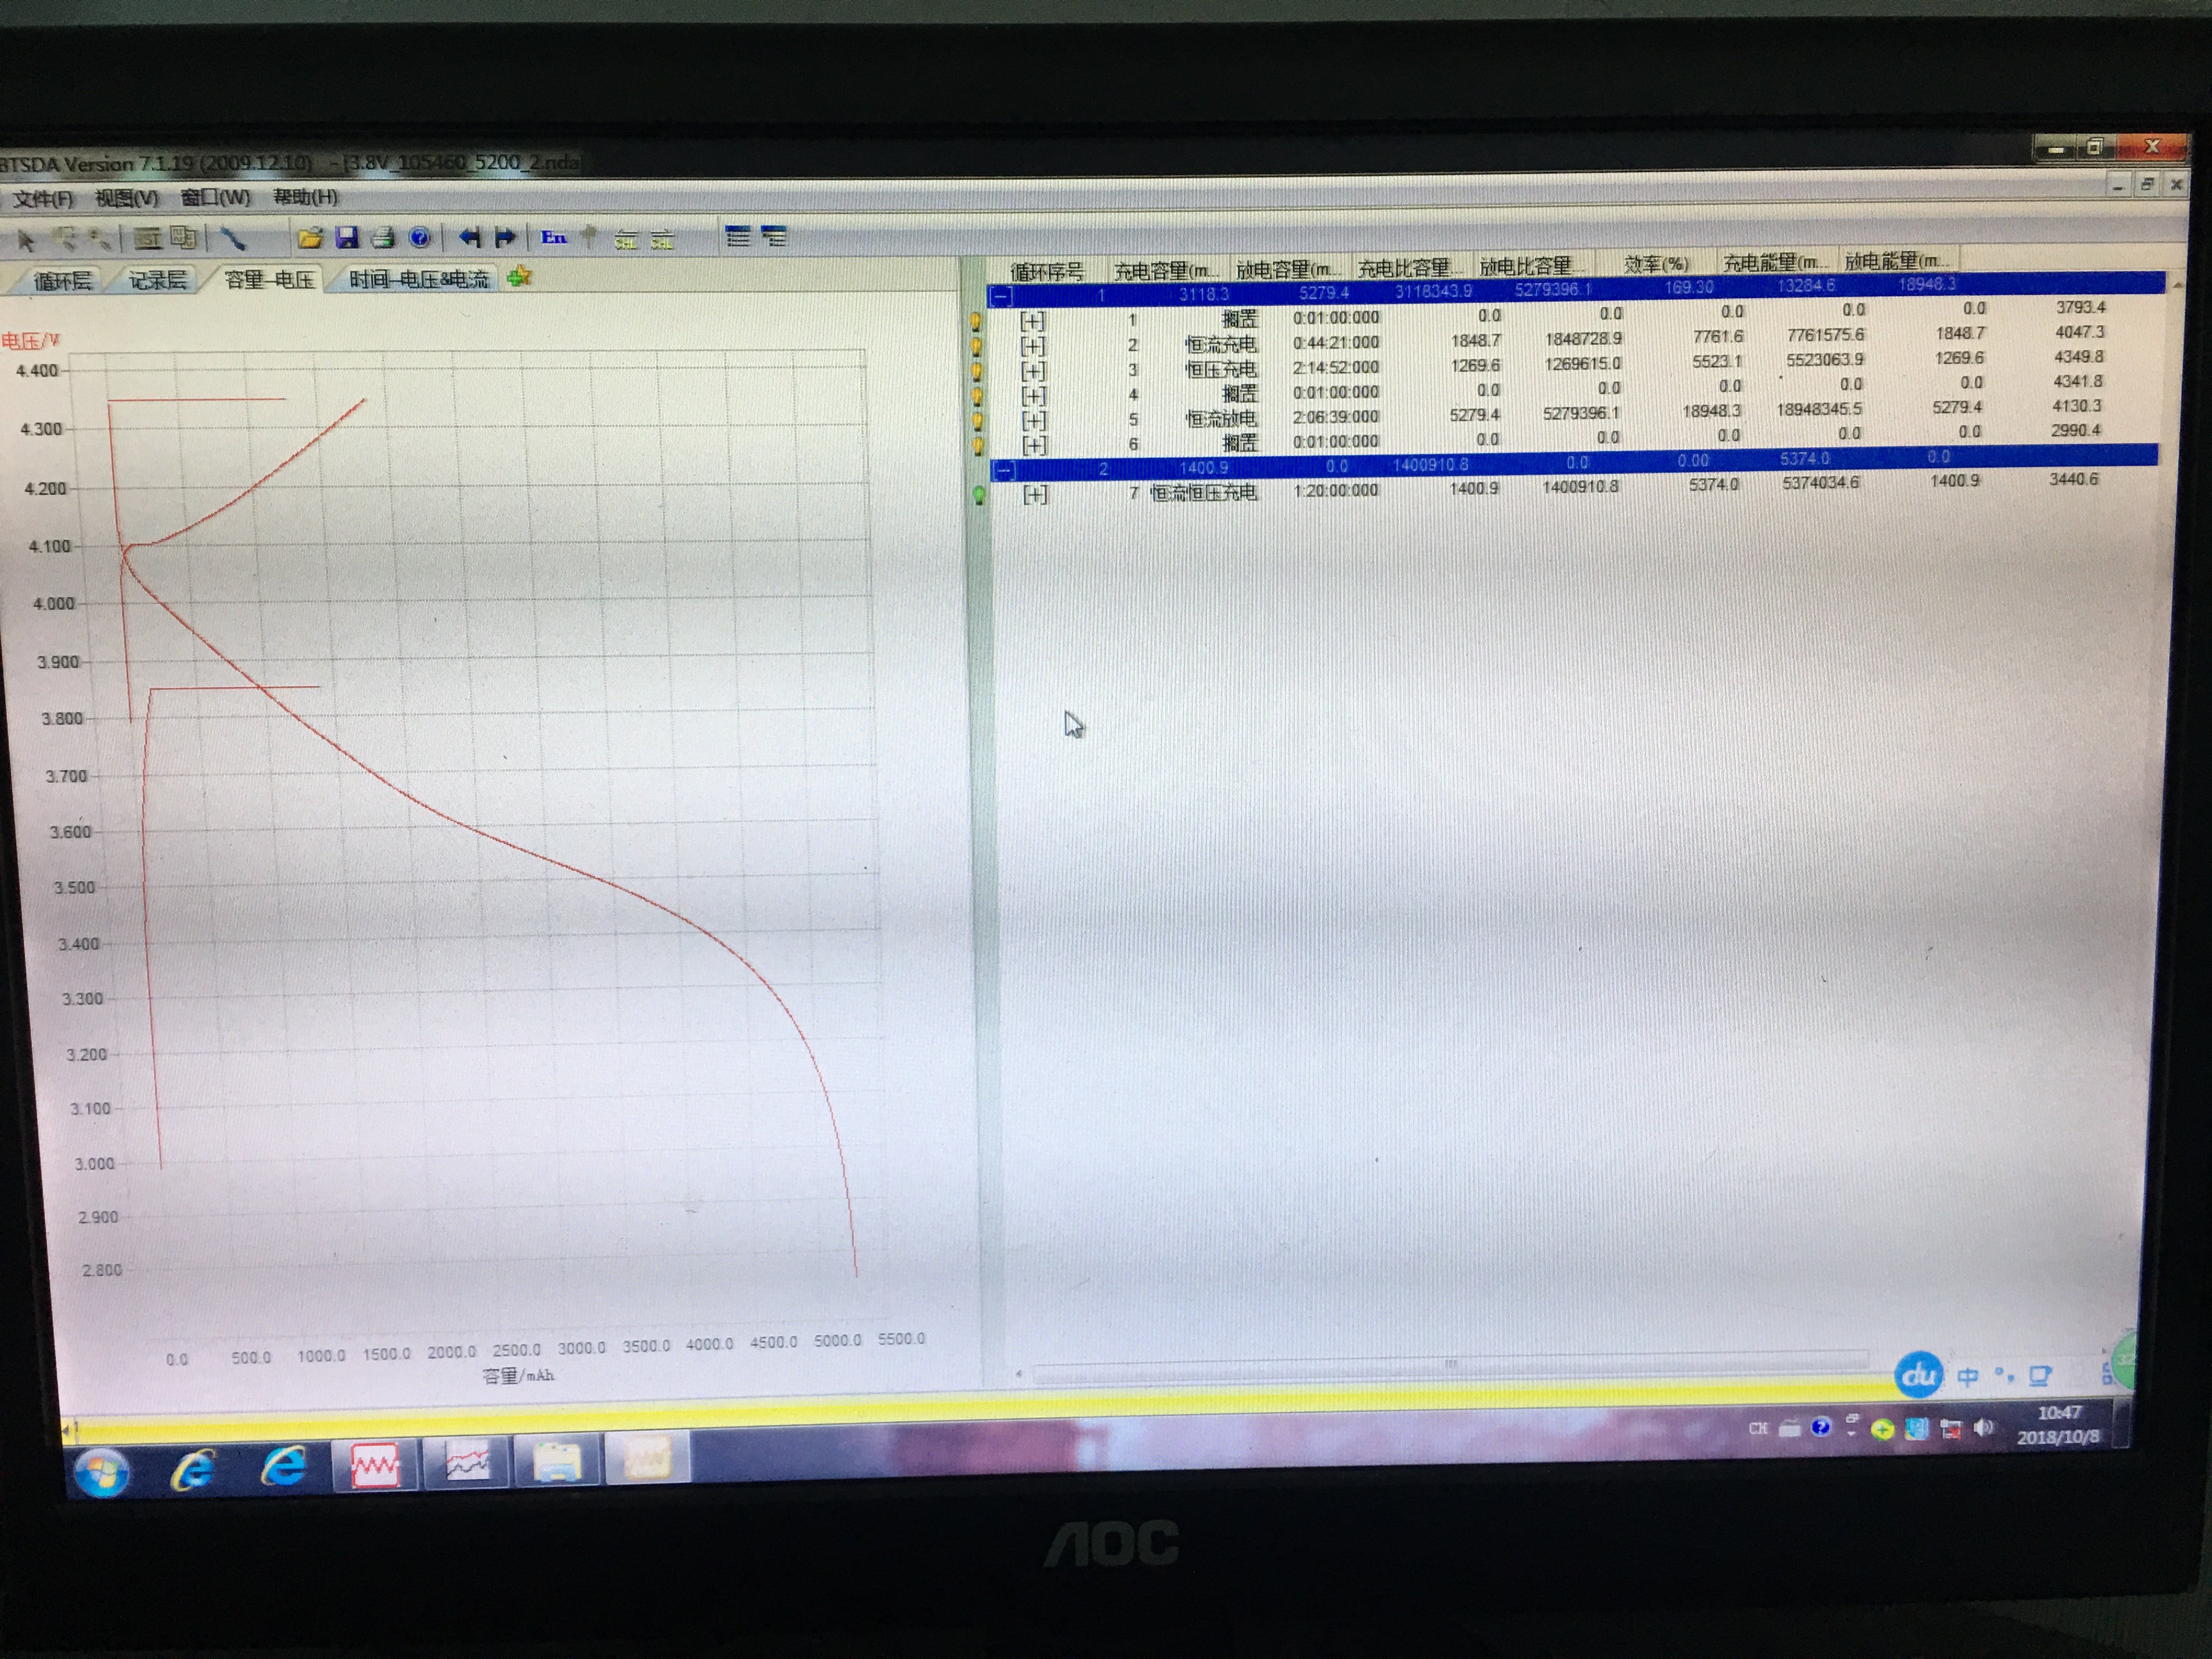 BTSDA Version 7.1.19 (2009.12.10) - [3.8V_105460_5200_2.nda
文件(F) 视图(V) 窗口(W) 帮助(H)
循环层 记录层 容量-电压 时间-电压&电流
电压/V
4.400
4.300
4.200
4.100
4.000
3.900
3.800
3.700
3.600
3.500
3.400
3.300
3.200
3.100
3.000
2.900
2.800
0.0 500.0 1000.0 1500.0 2000.0 2500.0 3000.0 3500.0 4000.0 4500.0 5000.0 5500.0
容量/mAh
循环序号 充电容量(m... 放电容量(m... 充电比容量... 放电比容量... 效率(%) 充电能量(m... 放电能量(m...
1 3118.3 5279.4 3118343.9 5279396.1 169.30 13284.6 18948.3
[+] 1 搁置 0:01:00:000 0.0 0.0 0.0 0.0 0.0 3793.4
[+] 2 恒流充电 0:44:21:000 1848.7 1848728.9 7761.6 7761575.6 1848.7 4047.3
[+] 3 恒压充电 2:14:52:000 1269.6 1269615.0 5523.1 5523063.9 1269.6 4349.8
[+] 4 搁置 0:01:00:000 0.0 0.0 0.0 0.0 0.0 4341.8
[+] 5 恒流放电 2:06:39:000 5279.4 5279396.1 18948.3 18948345.5 5279.4 4130.3
[+] 6 搁置 0:01:00:000 0.0 0.0 0.0 0.0 0.0 2990.4
2 1400.9 0.0 1400910.8 0.0 0.00 5374.0 0.0
[+] 7 恒流恒压充电 1:20:00:000 1400.9 1400910.8 5374.0 5374034.6 1400.9 3440.6
du 中
CH
10:47
2018/10/8
AOC